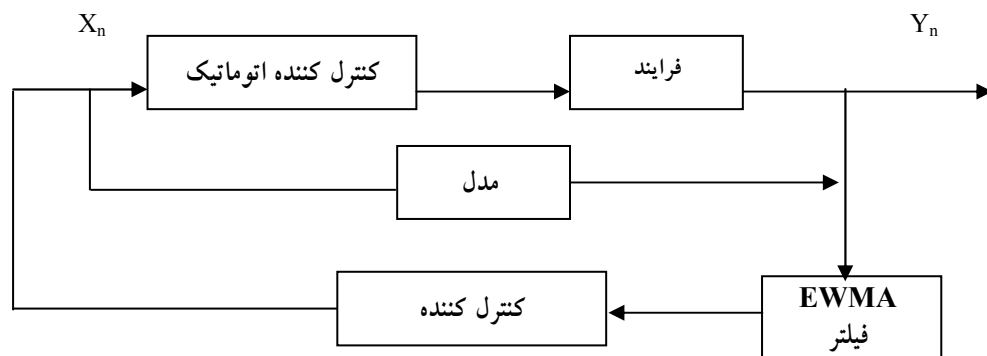 Xn
Yn
کنترل کننده اتوماتیک
فرایند
مدل
کنترل کننده
EWMA
فیلتر